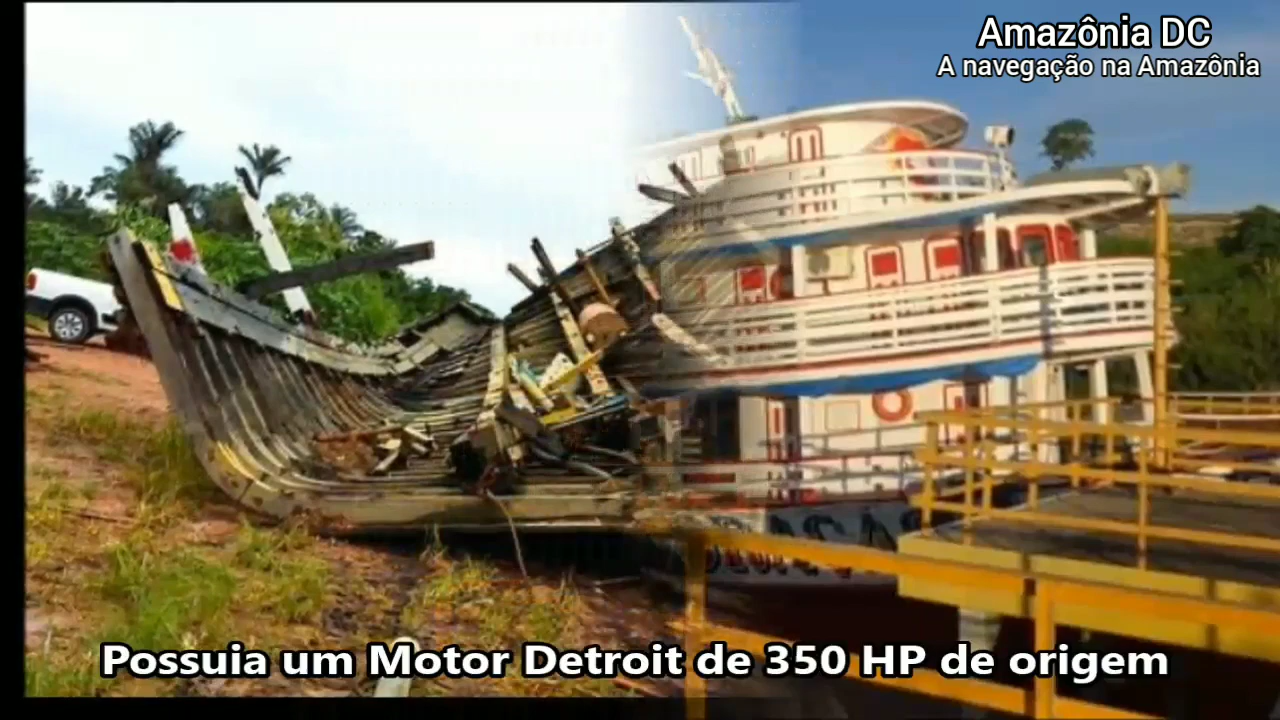 Amazônia DC
A navegação na Amazônia
Possuia um Motor Detroit de 350 HP de origem